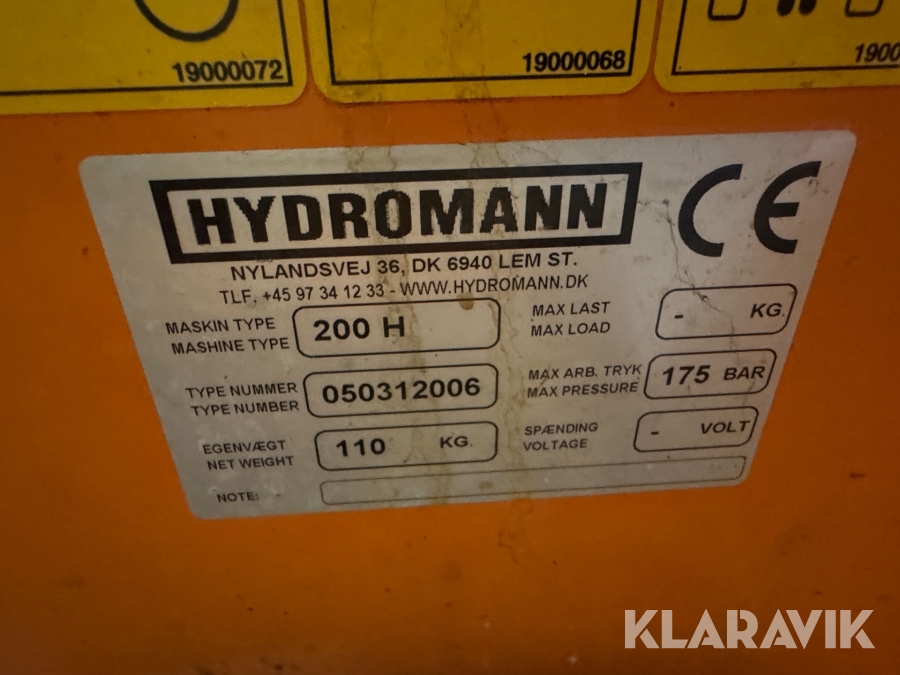 19000072
19000068
1900
HYDROMANN
CE
NYLANDSVEJ 36, DK 6940 LEM ST.
TLF. +45 97 34 12 33 - WWW.HYDROMANN.DK
MASKIN TYPE
MASHINE TYPE
200 H
MAX LAST
MAX LOAD
- KG.
TYPE NUMMER
TYPE NUMBER
050312006
MAX ARB. TRYK
MAX PRESSURE
175 BAR
EGENVÆGT
NET WEIGHT
110 KG.
SPÆNDING
VOLTAGE
- VOLT
NOTE:
KLARAVIK